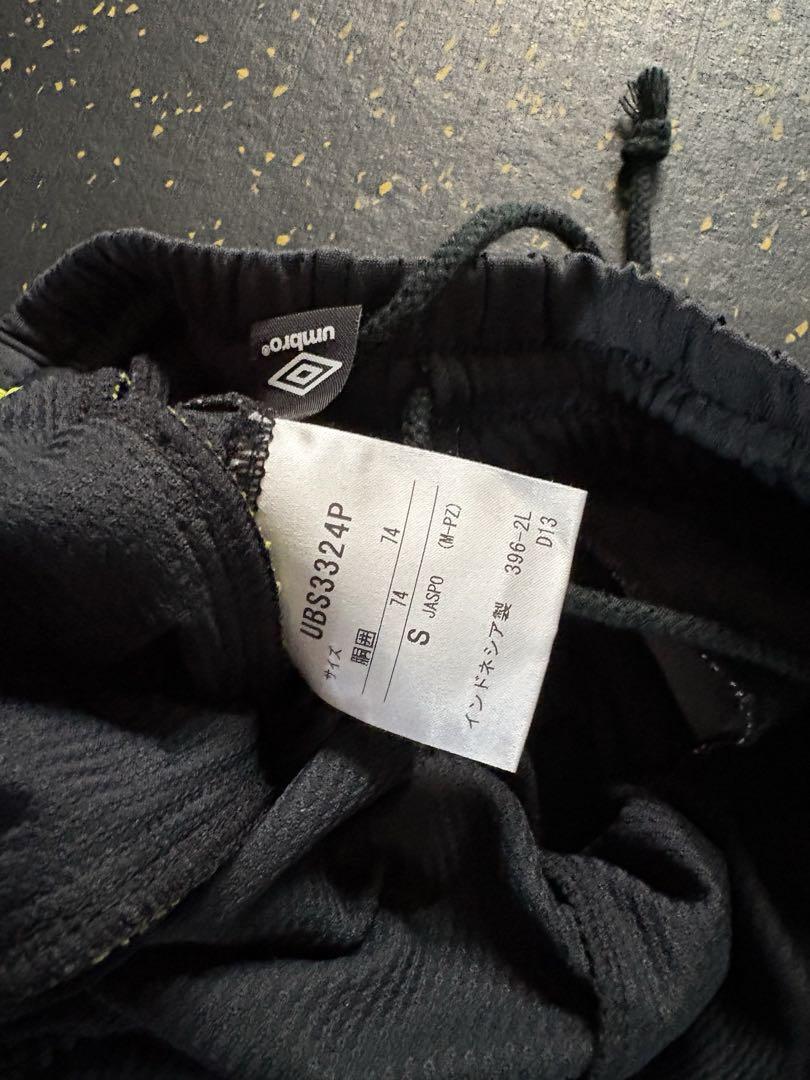 umbro®
UBS3324P
サイズ
胴囲 74
74
S JASPO (M-PZ)
インドネシア製 396-2L
D13